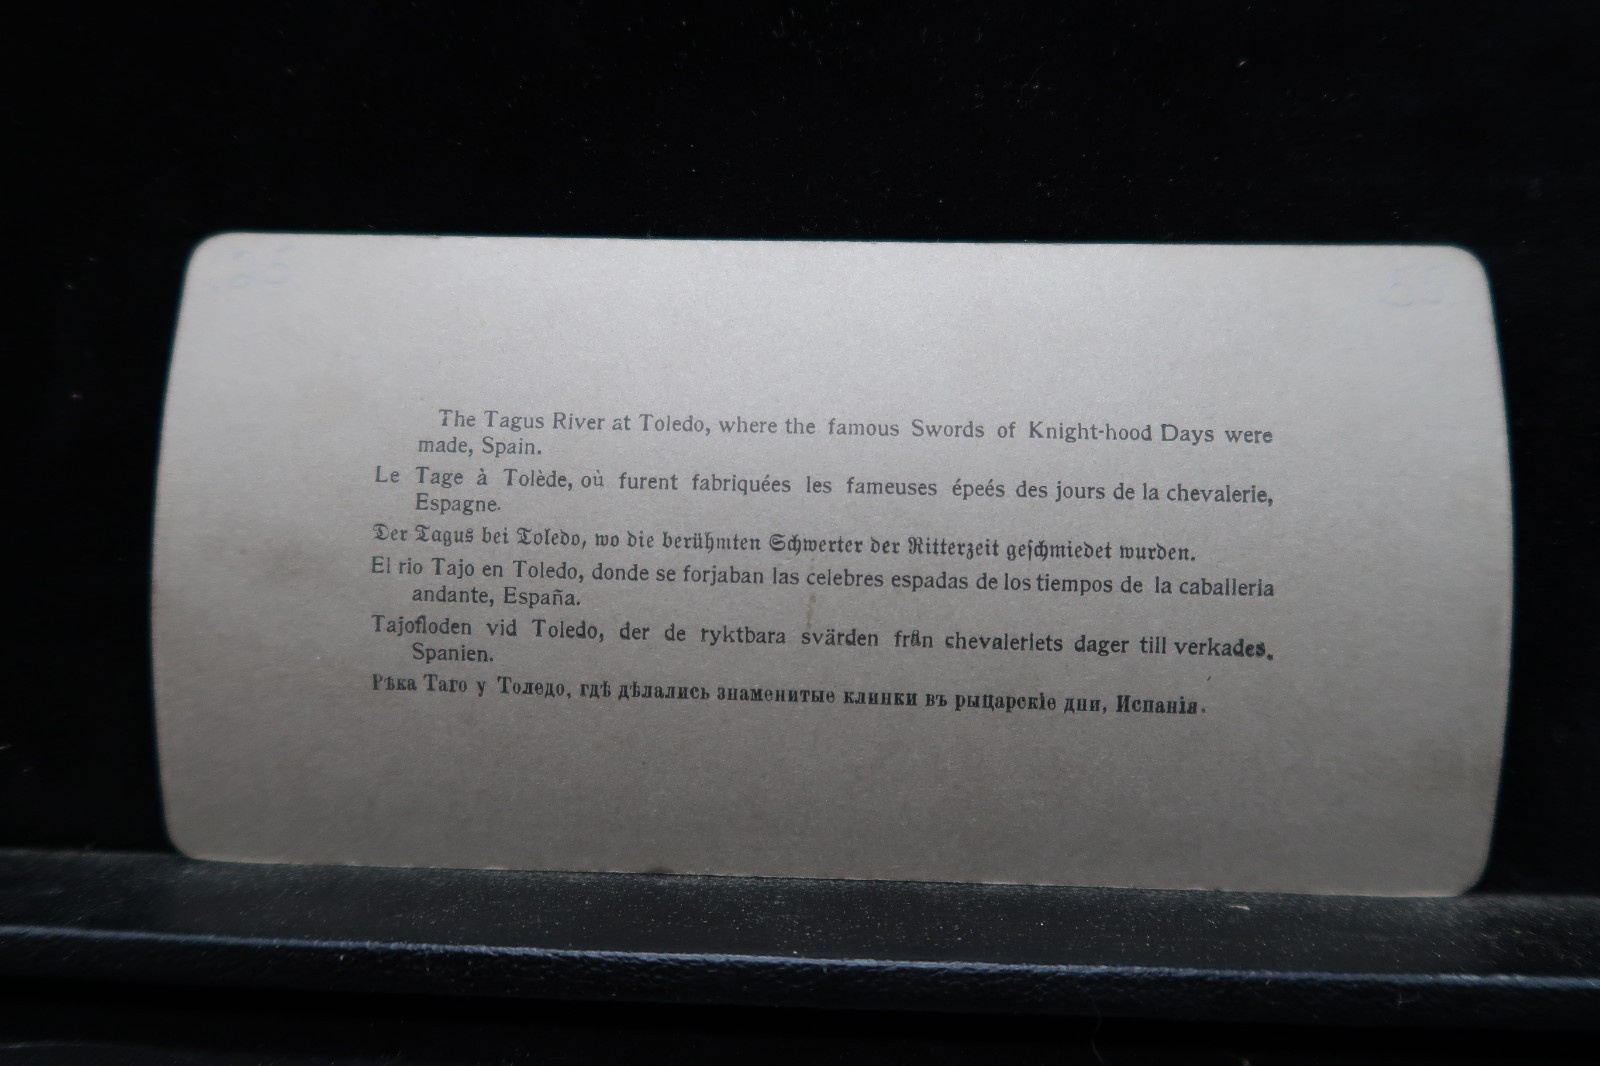 The Tagus River at Toledo, where the famous Swords of Knight-hood Days were
made, Spain.
Le Tage à Tolède, où furent fabriquées les fameuses épeés des jours de la chevalerie,
Espagne.
Der Tagus bei Toledo, wo die berühmten Schwerter der Ritterzeit geschmiedet wurden.
El rio Tajo en Toledo, donde se forjaban las celebres espadas de los tiempos de la caballeria
andante, España.
Tajofloden vid Toledo, der de ryktbara svärden från chevaleriets dager till verkades.
Spanien.
Рѣка Таго у Толедо, гдѣ дѣлались знаменитые клинки въ рыцарскіе дни, Испанія.